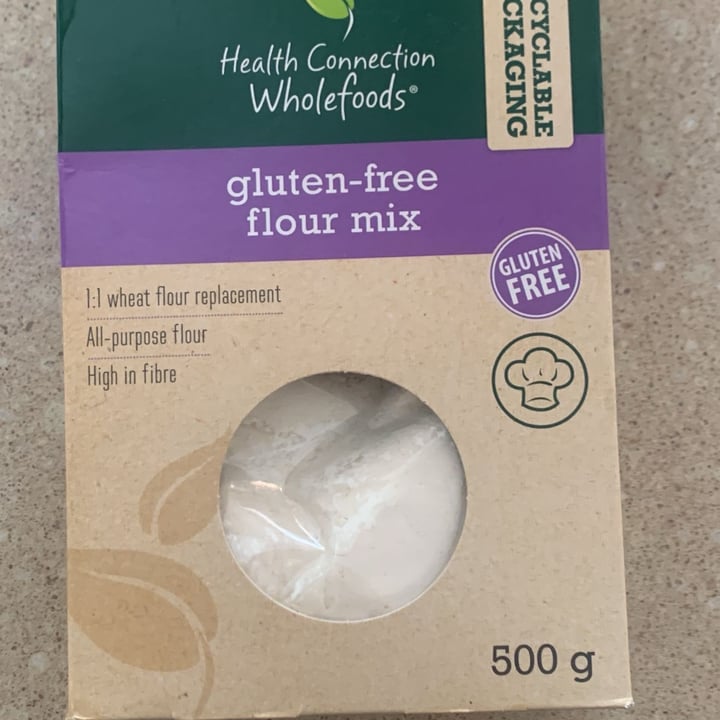 Health Connection
Wholefoods®
CYCLABLE
CKAGING
gluten-free
flour mix
GLUTEN
FREE
1:1 wheat flour replacement
All-purpose flour
High in fibre
500 g